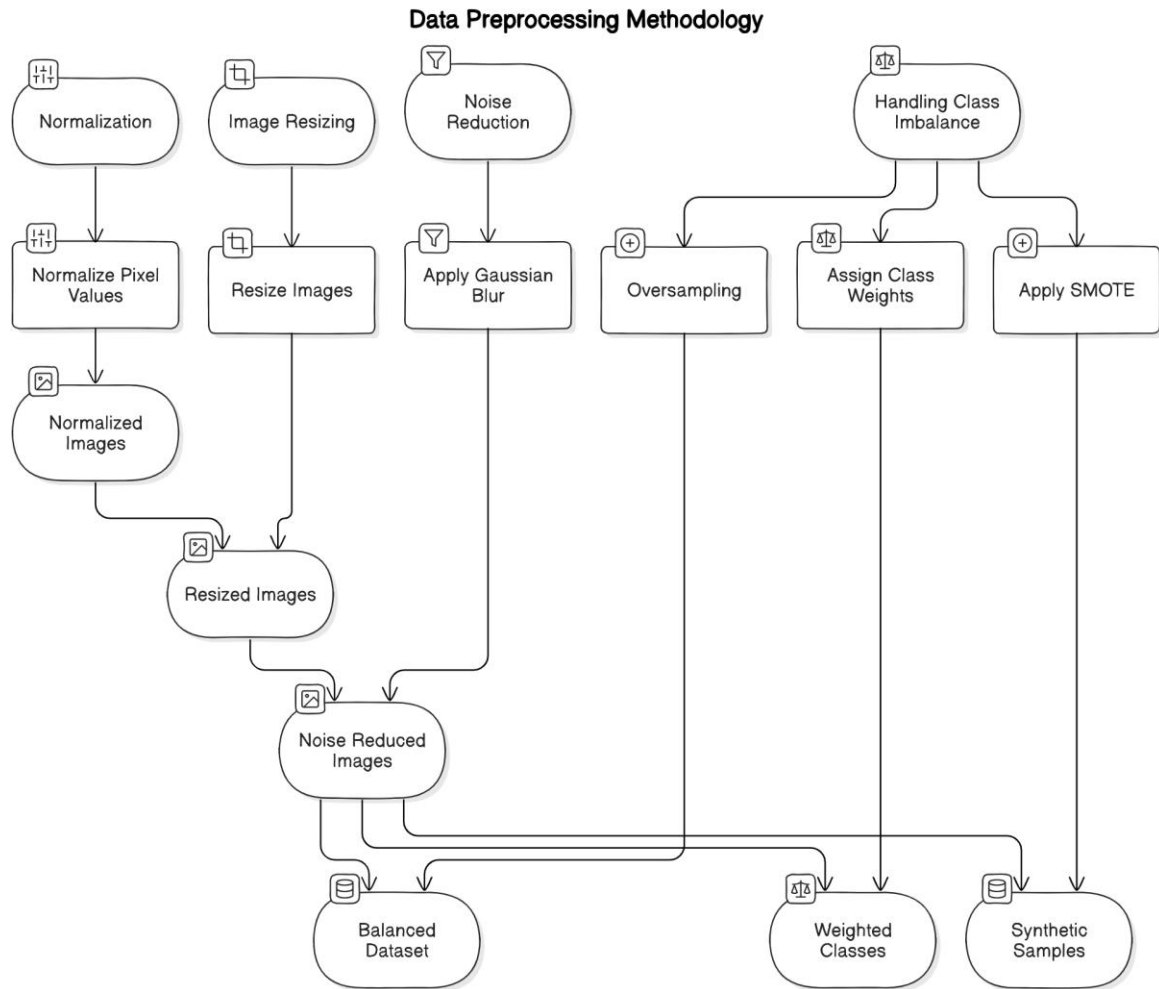 Data Preprocessing Methodology
Normalization
Image Resizing
Noise
Reduction
Handling Class
Imbalance
Normalize Pixel
Values
Resize Images
Apply Gaussian
Blur
Oversampling
Assign Class
Weights
Apply SMOTE
Normalized
Images
Resized Images
Noise Reduced
Images
Balanced
Dataset
Weighted
Classes
Synthetic
Samples